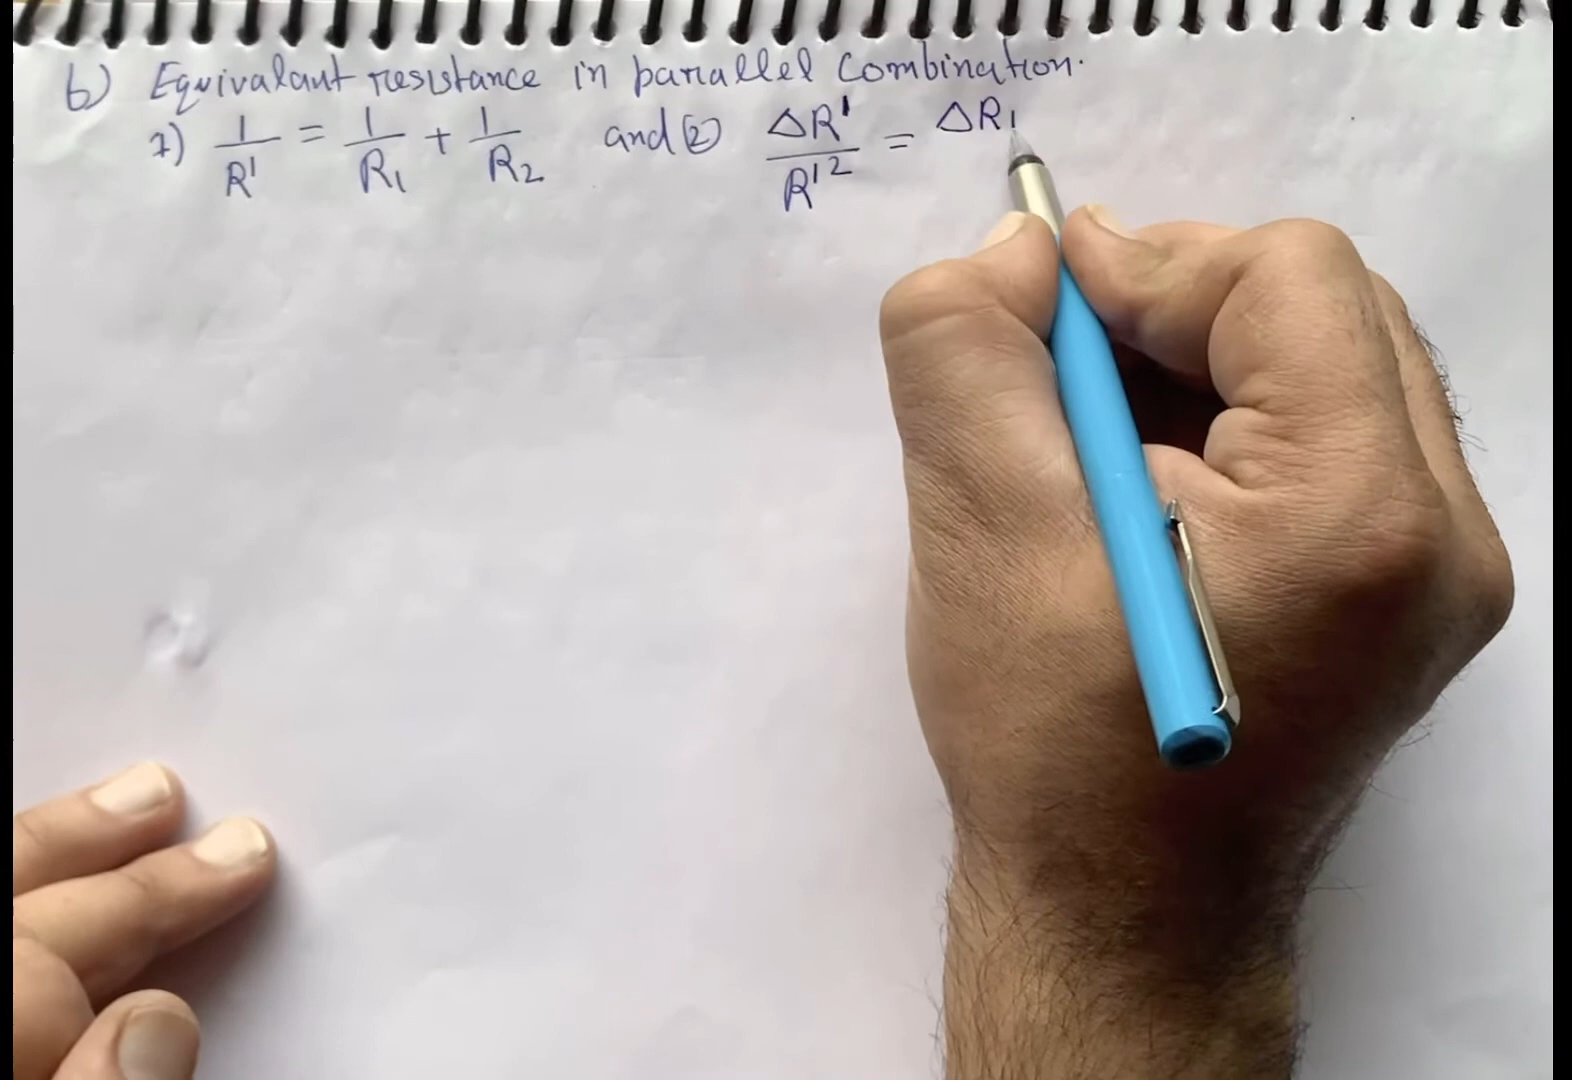 b) Equivalant resistance in parallel Combination.
1) 1/R' = 1/R₁ + 1/R₂ and (2) ΔR'/R'² = ΔR₁